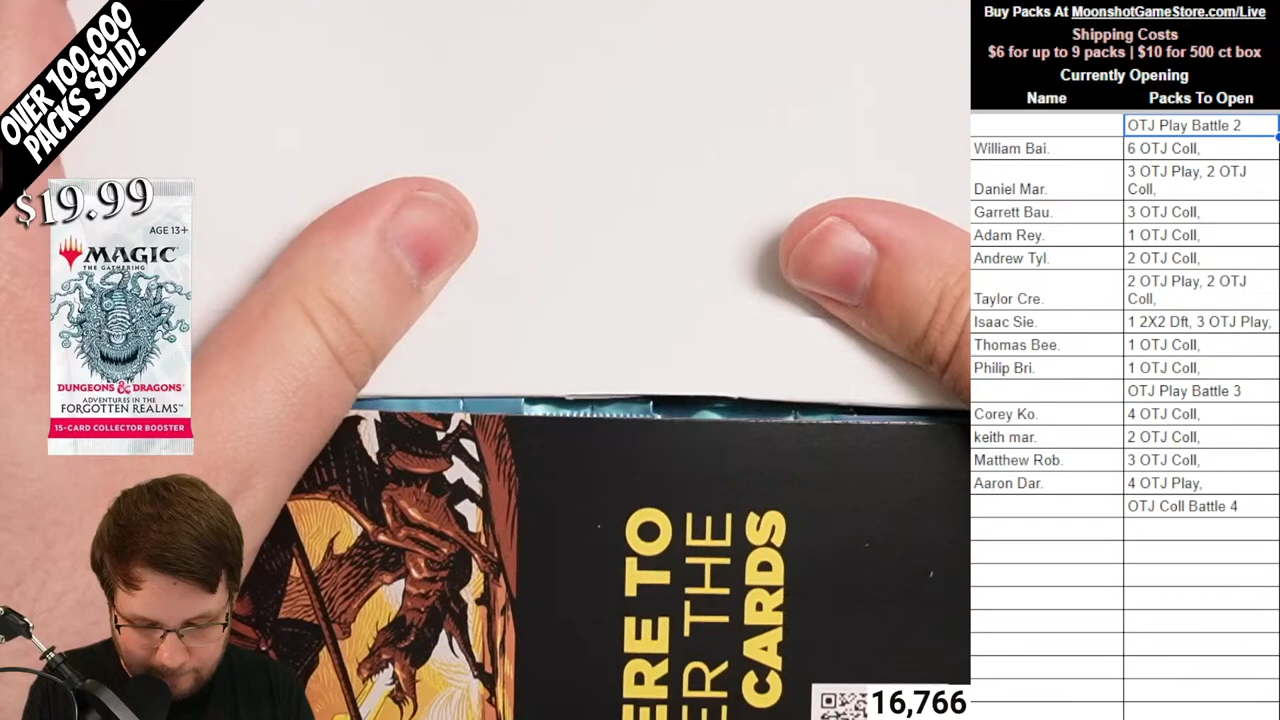 OVER 100,000
PACKS SOLD!
$19.99
AGE 13+
MAGIC
THE GATHERING
DUNGEONS & DRAGONS
ADVENTURES IN THE
FORGOTTEN REALMS™
15-CARD COLLECTOR BOOSTER
ERE TO
ER THE
CARDS
16,766
Buy Packs At MoonshotGameStore.com/Live
Shipping Costs
$6 for up to 9 packs | $10 for 500 ct box
Currently Opening
Name Packs To Open
OTJ Play Battle 2
William Bai. 6 OTJ Coll,
Daniel Mar. 3 OTJ Play, 2 OTJ
Coll,
Garrett Bau. 3 OTJ Coll,
Adam Rey. 1 OTJ Coll,
Andrew Tyl. 2 OTJ Coll,
Taylor Cre. 2 OTJ Play, 2 OTJ
Coll,
Isaac Sie. 1 2X2 Dft, 3 OTJ Play,
Thomas Bee. 1 OTJ Coll,
Philip Bri. 1 OTJ Coll,
OTJ Play Battle 3
Corey Ko. 4 OTJ Coll,
keith mar. 2 OTJ Coll,
Matthew Rob. 3 OTJ Coll,
Aaron Dar. 4 OTJ Play,
OTJ Coll Battle 4